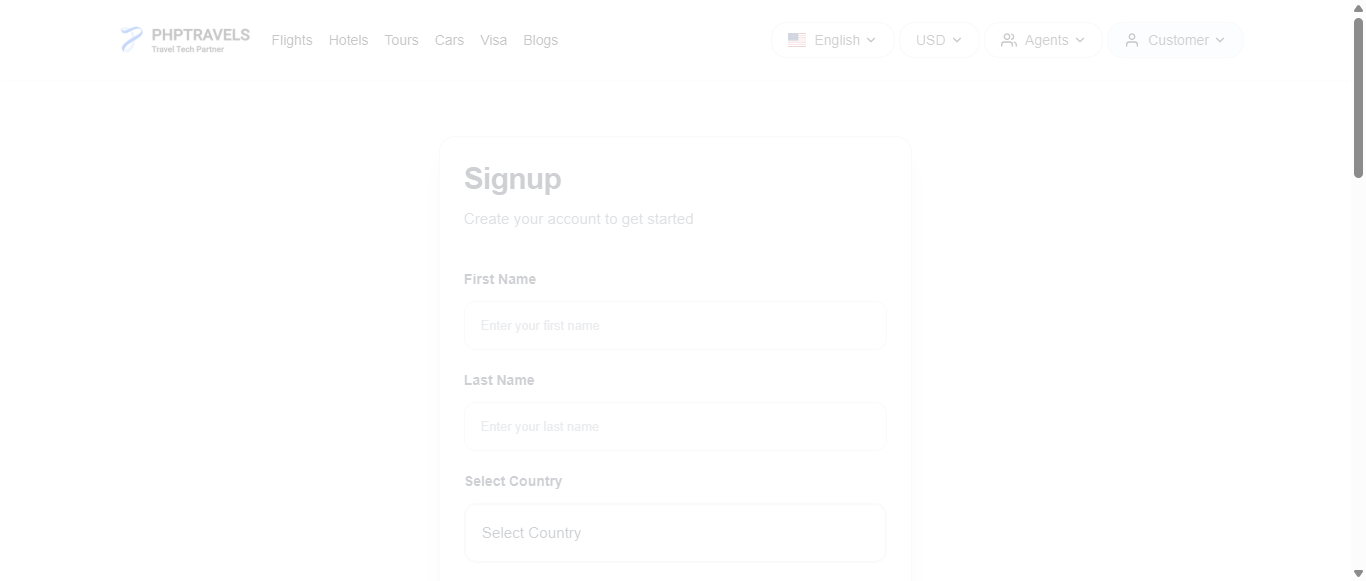 PHPTRAVELS
Travel Tech Partner
Flights Hotels Tours Cars Visa Blogs
English USD Agents Customer
Signup
Create your account to get started
First Name
Enter your first name
Last Name
Enter your last name
Select Country
Select Country